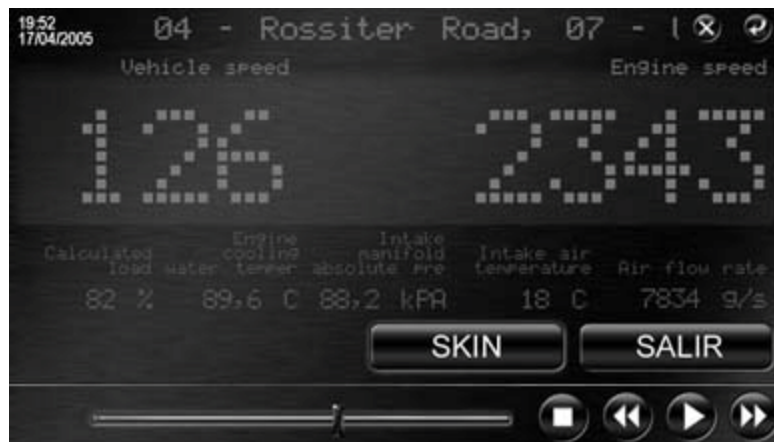 19:52
17/04/2005
04 - Rossiter Road, 07 -
Vehicle speed
Engine speed
126
2343
Calculated
load
Engine
cooling
water temper
Intake
manifold
absolute pre
Intake air
temperature
Air flow rate
82 %
89,6 C
88,2 kPA
18 C
7834 g/s
SKIN
SALIR